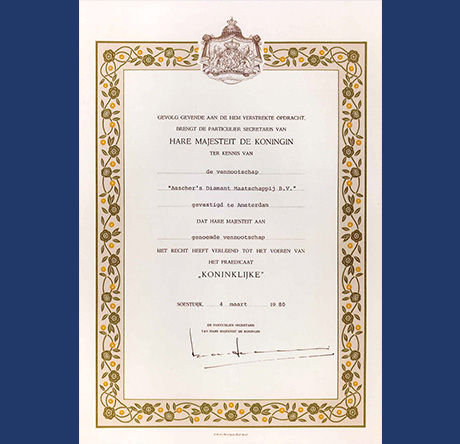 GEVOLG GEVENDE AAN DE HEM VERSTREKTE OPDRACHT,
BRENGT DE PARTICULIER SECRETARIS VAN
HARE MAJESTEIT DE KONINGIN
TER KENNIS VAN
de vennootschap
"Asscher's Diamant Maatschappij B.V."
gevestigd te Amsterdam
DAT HARE MAJESTEIT AAN
genoemde vennootschap
HET RECHT HEEFT VERLEEND TOT HET VOEREN VAN
HET PRAEDICAAT
„KONINKLIJKE"
SOESTDIJK, 4 maart 1980
DE PARTICULIER SECRETARIS
VAN HARE MAJESTEIT DE KONINGIN